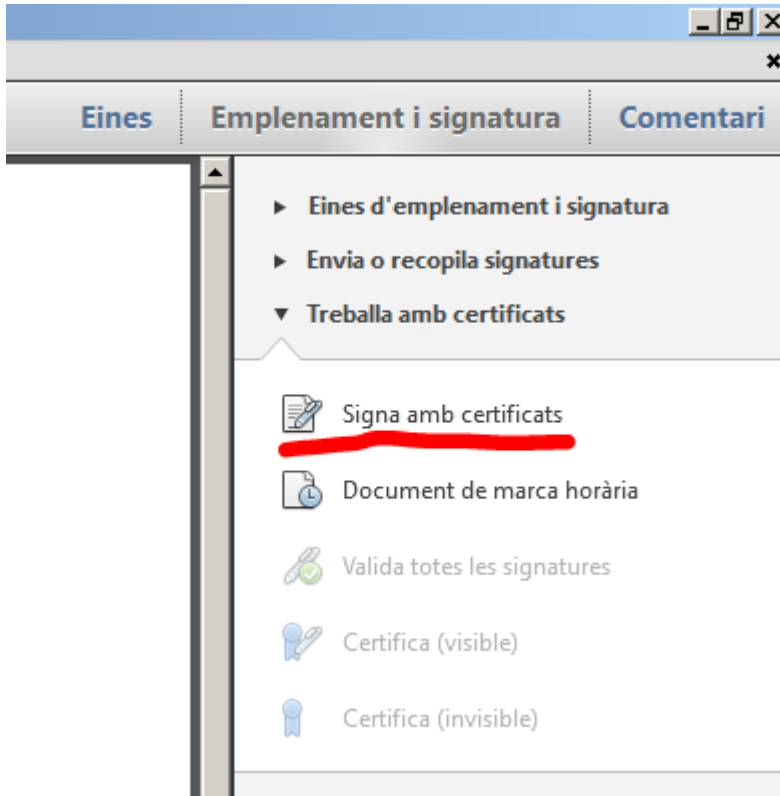 Eines Emplenament i signatura Comentari
Eines d'emplenament i signatura
Envia o recopila signatures
Treballa amb certificats
Signa amb certificats
Document de marca horària
Valida totes les signatures
Certifica (visible)
Certifica (invisible)